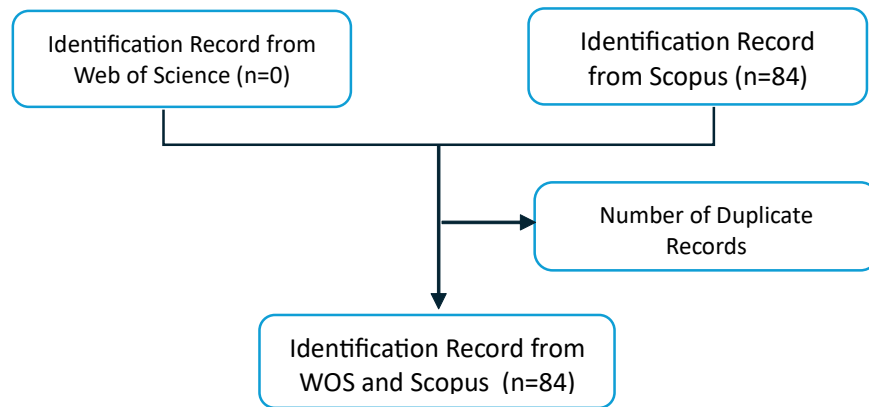 Identification Record from
Web of Science (n=0)
Identification Record
from Scopus (n=84)
Number of Duplicate
Records
Identification Record from
WOS and Scopus (n=84)